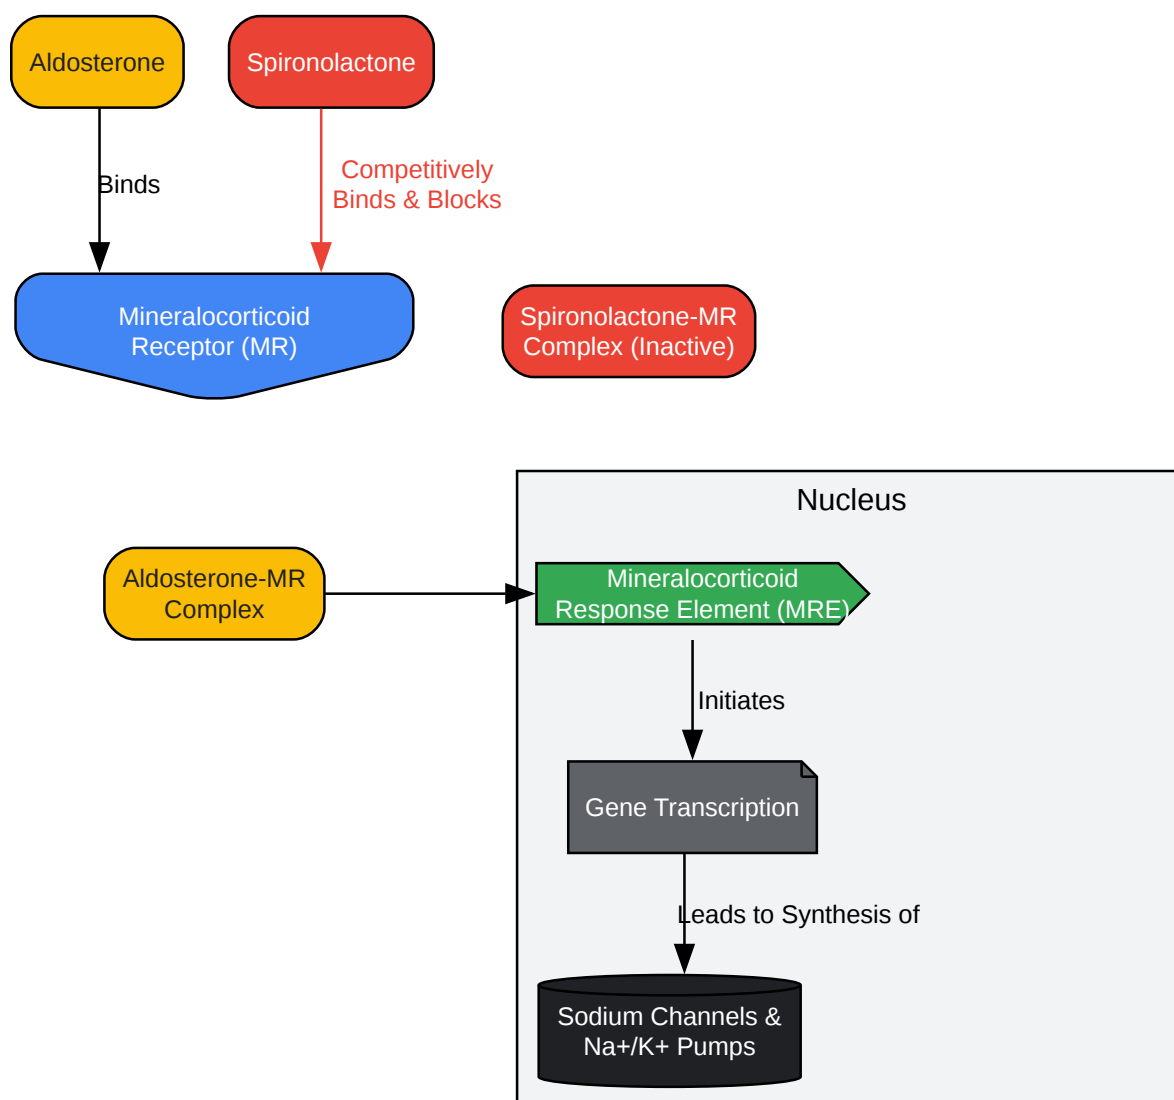 Aldosterone
Spironolactone
Binds
Competitively
Binds & Blocks
Mineralocorticoid
Receptor (MR)
Spironolactone-MR
Complex (Inactive)
Nucleus
Aldosterone-MR
Complex
Mineralocorticoid
Response Element (MRE)
Initiates
Gene Transcription
Leads to Synthesis of
Sodium Channels &
Na+/K+ Pumps